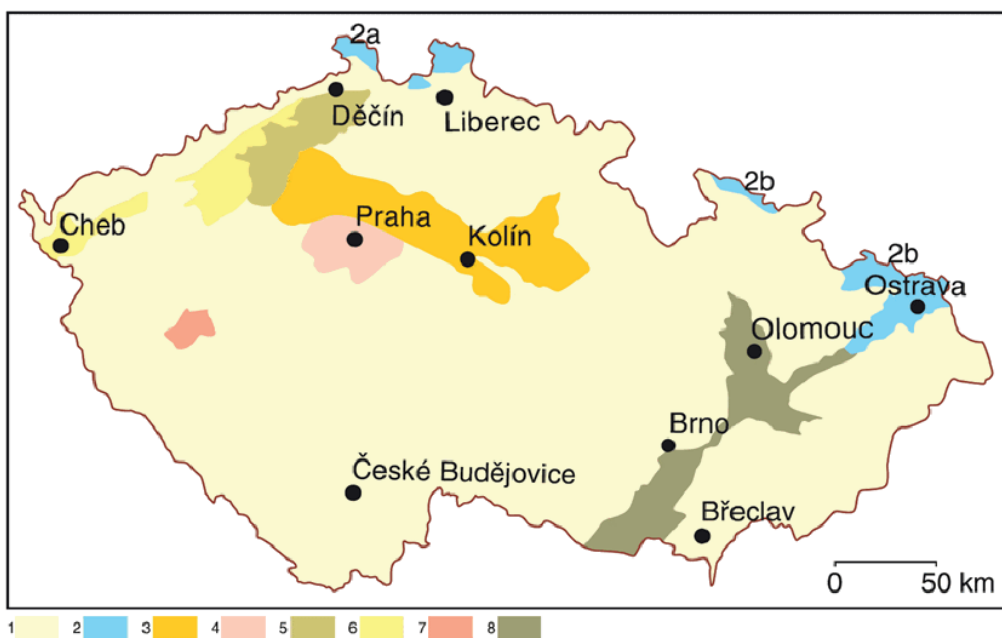 2a
Děčín
Liberec
2b
Cheb
Praha
Kolín
2b
Ostrava
Olomouc
Brno
České Budějovice
Břeclav
0 50 km
1 2 3 4 5 6 7 8